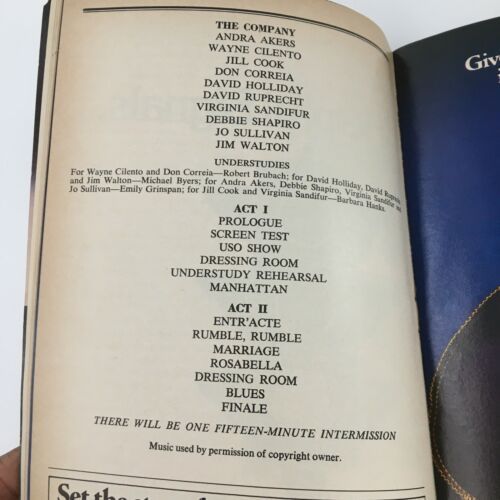 THE COMPANY
ANDRA AKERS
WAYNE CILENTO
JILL COOK
DON CORREIA
DAVID HOLLIDAY
DAVID RUPRECHT
VIRGINIA SANDIFUR
DEBBIE SHAPIRO
JO SULLIVAN
JIM WALTON
UNDERSTUDIES
For Wayne Cilento and Don Correia—Robert Brubach; for David Holliday, David Ruprecht
and Jim Walton—Michael Byers; for Andra Akers, Debbie Shapiro, Virginia Sandifur and
Jo Sullivan—Emily Grinspan; for Jill Cook and Virginia Sandifur—Barbara Hanks.
ACT I
PROLOGUE
SCREEN TEST
USO SHOW
DRESSING ROOM
UNDERSTUDY REHEARSAL
MANHATTAN
ACT II
ENTR'ACTE
RUMBLE, RUMBLE
MARRIAGE
ROSABELLA
DRESSING ROOM
BLUES
FINALE
THERE WILL BE ONE FIFTEEN-MINUTE INTERMISSION
Music used by permission of copyright owner.
Set the
Give